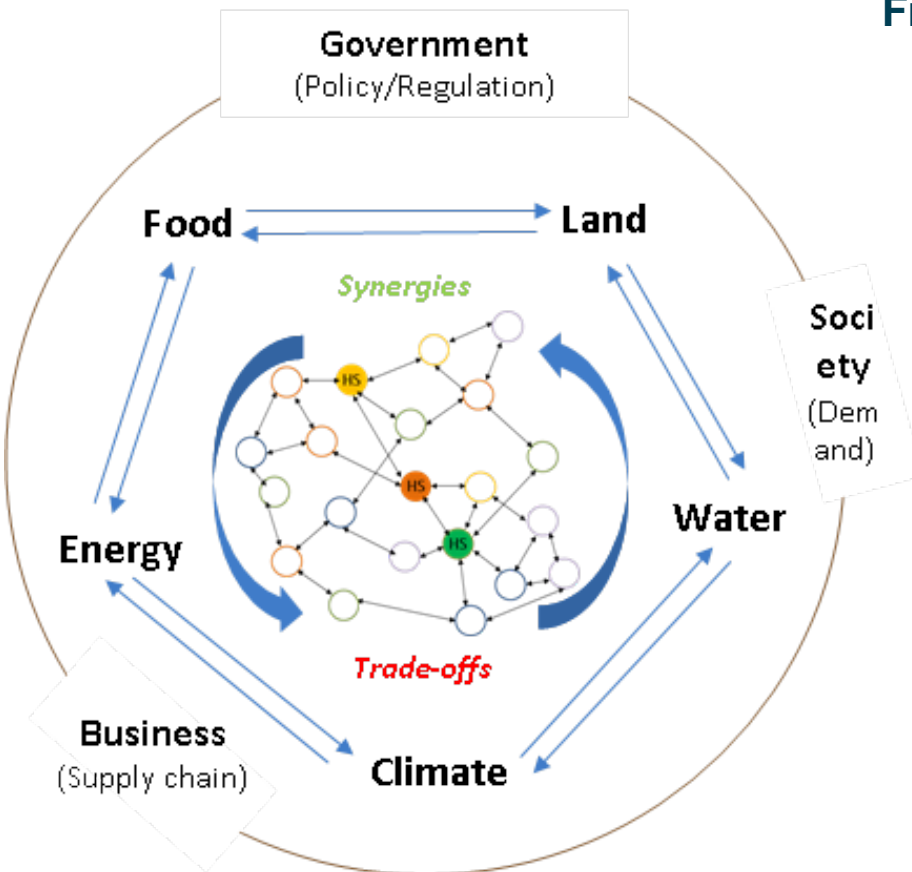 Fr
Government
(Policy/Regulation)
Food
Land
Synergies
Soci
ety
(Dem
and)
HS
HS
HS
Water
Energy
Trade-offs
Business
(Supply chain)
Climate